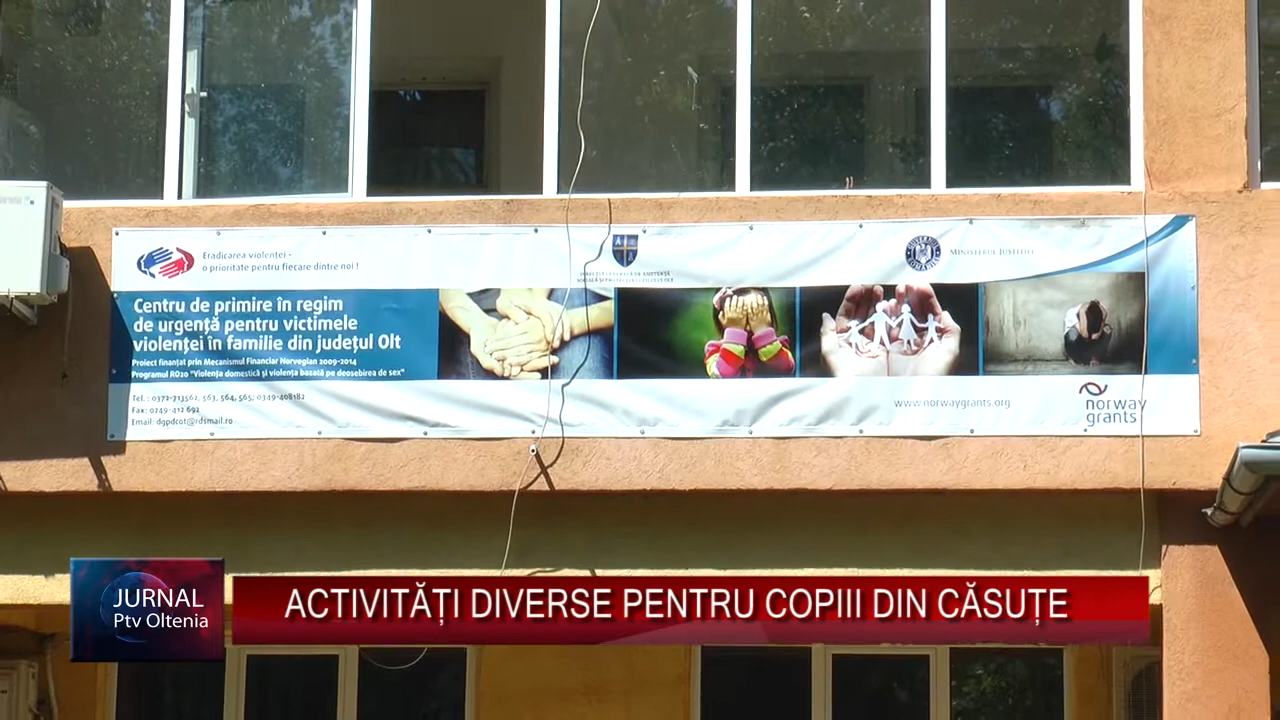 Eradicarea violenței -
o prioritate pentru fiecare dintre noi !
MINISTERUL JUSTIȚIEI
Centru de primire în regim
de urgență pentru victimele
violenței în familie din județul Olt
Proiect finanțat prin Mecanismul Financiar Norvegian 2009-2014
Programul RO20 "Violența domestică și violența bazată pe deosebirea de sex"
Tel. : 0372-713562, 563, 564, 565; 0349-408182
Fax: 0249-412 692
Email: dgpdcot@rdsmail.ro
www.norwaygrants.org
norway
grants
JURNAL
Ptv Oltenia
ACTIVITĂȚI DIVERSE PENTRU COPIII DIN CĂSUȚE